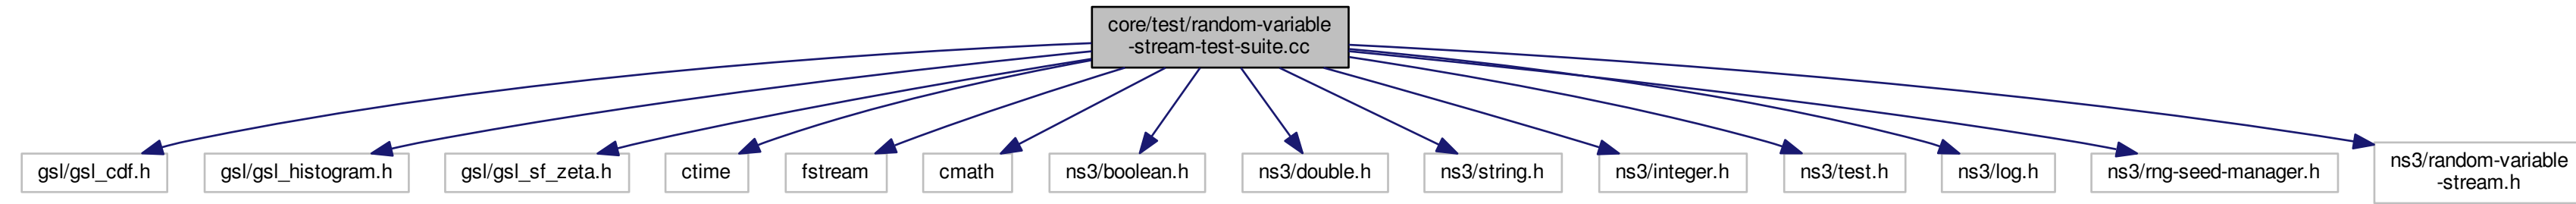 core/test/random-variable
-stream-test-suite.cc
gsl/gsl_cdf.h
gsl/gsl_histogram.h
gsl/gsl_sf_zeta.h
ctime
fstream
cmath
ns3/boolean.h
ns3/double.h
ns3/string.h
ns3/integer.h
ns3/test.h
ns3/log.h
ns3/rng-seed-manager.h
ns3/random-variable
-stream.h